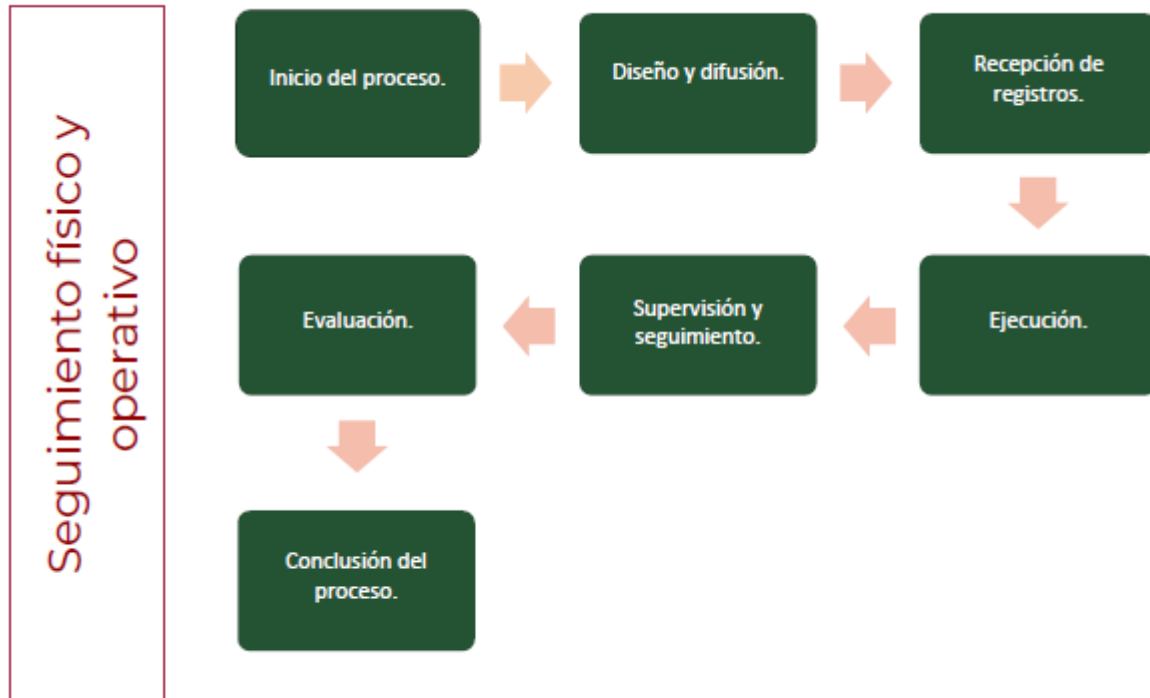 Seguimiento físico y
operativo
Inicio del proceso.
Diseño y difusión.
Recepción de
registros.
Ejecución.
Supervisión y
seguimiento.
Evaluación.
Conclusión del
proceso.